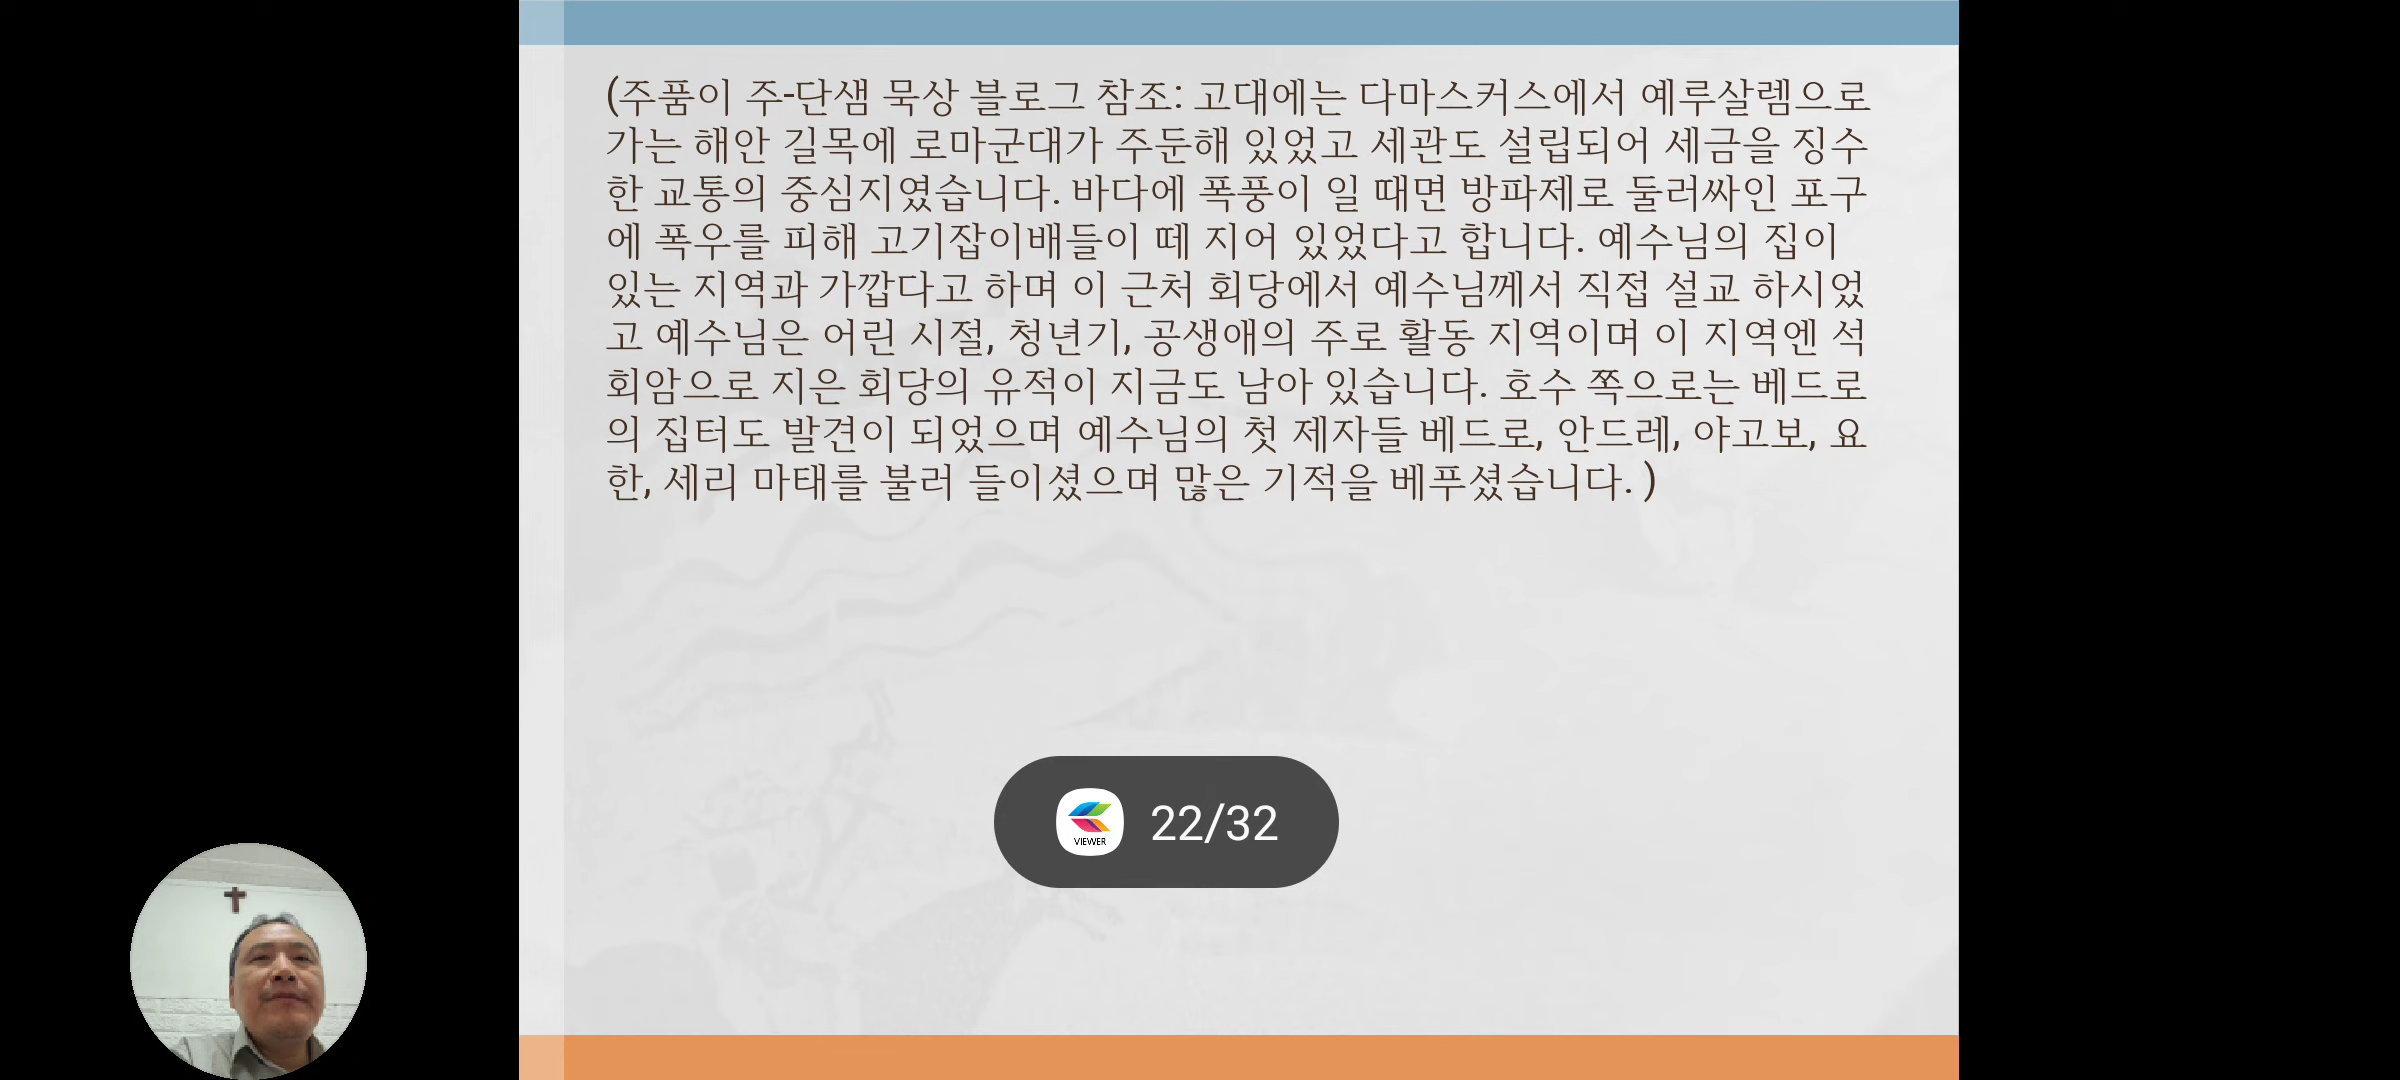 (주품이 주-단샘 묵상 블로그 참조: 고대에는 다마스커스에서 예루살렘으로
가는 해안 길목에 로마군대가 주둔해 있었고 세관도 설립되어 세금을 징수
한 교통의 중심지였습니다. 바다에 폭풍이 일 때면 방파제로 둘러싸인 포구
에 폭우를 피해 고기잡이배들이 떼 지어 있었다고 합니다. 예수님의 집이
있는 지역과 가깝다고 하며 이 근처 회당에서 예수님께서 직접 설교 하시었
고 예수님은 어린 시절, 청년기, 공생애의 주로 활동 지역이며 이 지역엔 석
회암으로 지은 회당의 유적이 지금도 남아 있습니다. 호수 쪽으로는 베드로
의 집터도 발견이 되었으며 예수님의 첫 제자들 베드로, 안드레, 야고보, 요
한, 세리 마태를 불러 들이셨으며 많은 기적을 베푸셨습니다. )
VIEWER
22/32